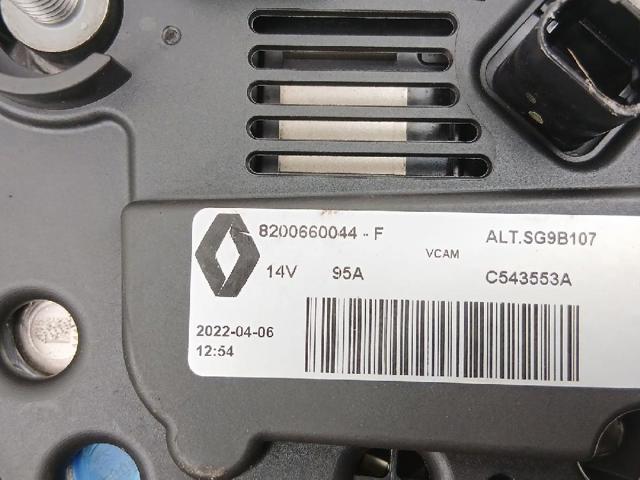 8200660044 - F VCAM ALT.SG9B107
14V 95A C543553A
2022-04-06
12:54